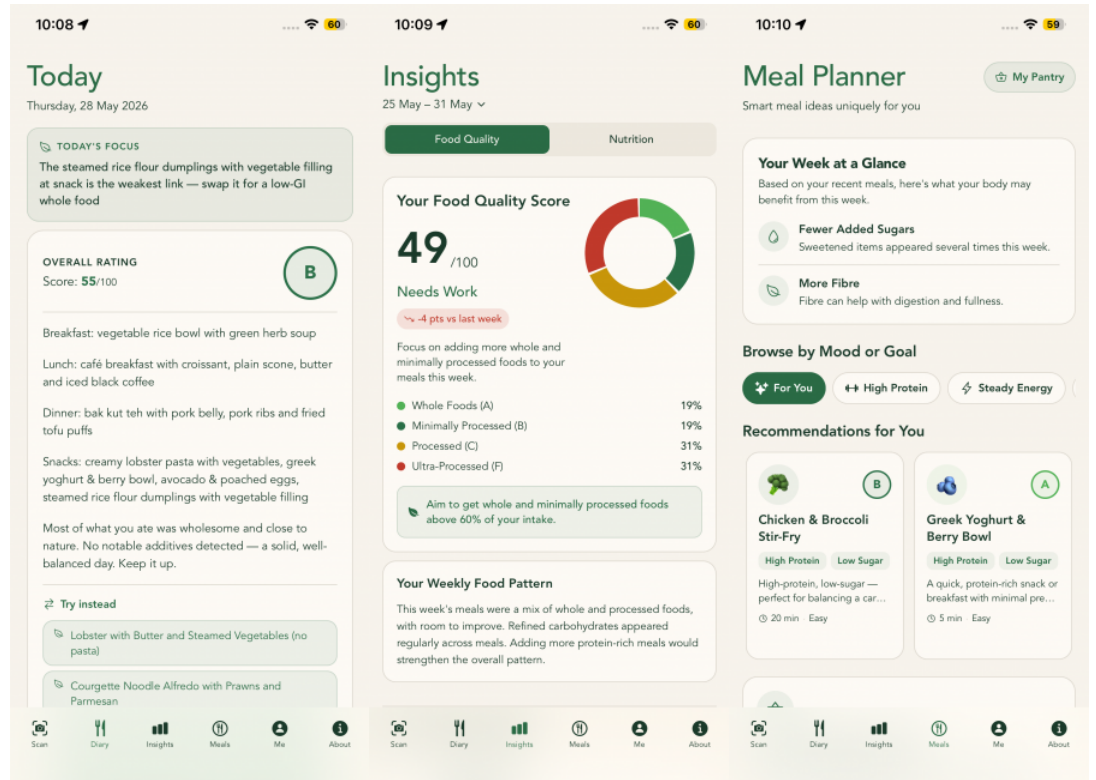 10:08
60
Today
Thursday, 28 May 2026
TODAY'S FOCUS
The steamed rice flour dumplings with vegetable filling
at snack is the weakest link — swap it for a low-GI
whole food
OVERALL RATING
Score: 55/100
B
Breakfast: vegetable rice bowl with green herb soup
Lunch: café breakfast with croissant, plain scone, butter
and iced black coffee
Dinner: bak kut teh with pork belly, pork ribs and fried
tofu puffs
Snacks: creamy lobster pasta with vegetables, greek
yoghurt & berry bowl, avocado & poached eggs,
steamed rice flour dumplings with vegetable filling
Most of what you ate was wholesome and close to
nature. No notable additives detected — a solid, well-
balanced day. Keep it up.
Try instead
Lobster with Butter and Steamed Vegetables (no
pasta)
Courgette Noodle Alfredo with Prawns and
Parmesan
Scan
Diary
Insights
Meals
Me
About
10:09
60
Insights
25 May – 31 May
Food Quality
Nutrition
Your Food Quality Score
49/100
Needs Work
-4 pts vs last week
Focus on adding more whole and
minimally processed foods to your
meals this week.
Whole Foods (A) 19%
Minimally Processed (B) 19%
Processed (C) 31%
Ultra-Processed (F) 31%
Aim to get whole and minimally processed foods
above 60% of your intake.
Your Weekly Food Pattern
This week's meals were a mix of whole and processed foods,
with room to improve. Refined carbohydrates appeared
regularly across meals. Adding more protein-rich meals would
strengthen the overall pattern.
Scan
Diary
Insights
Meals
Me
About
10:10
59
Meal Planner
My Pantry
Smart meal ideas uniquely for you
Your Week at a Glance
Based on your recent meals, here's what your body may
benefit from this week.
Fewer Added Sugars
Sweetened items appeared several times this week.
More Fibre
Fibre can help with digestion and fullness.
Browse by Mood or Goal
For You
High Protein
Steady Energy
Recommendations for You
B
Chicken & Broccoli
Stir-Fry
High Protein
Low Sugar
High-protein, low-sugar —
perfect for balancing a car...
20 min · Easy
A
Greek Yoghurt &
Berry Bowl
High Protein
Low Sugar
A quick, protein-rich snack or
breakfast with minimal pre...
5 min · Easy
Scan
Diary
Insights
Meals
Me
About